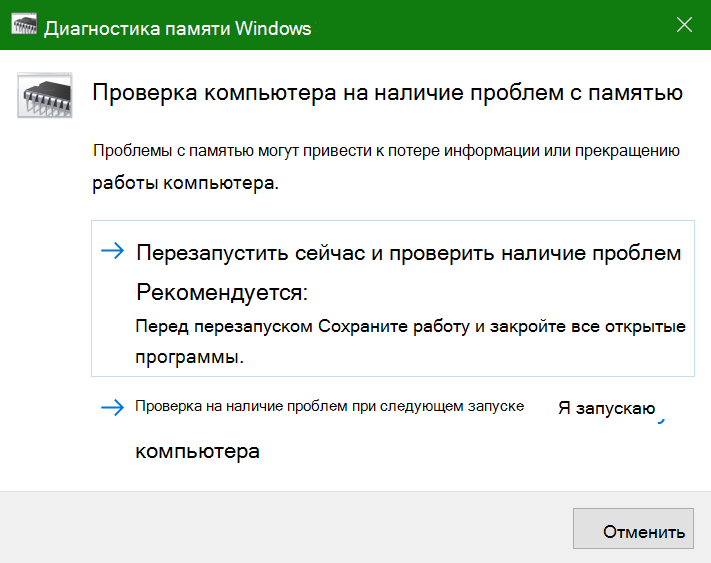 Диагностика памяти Windows
Проверка компьютера на наличие проблем с памятью
Проблемы с памятью могут привести к потере информации или прекращению
работы компьютера.
Перезапустить сейчас и проверить наличие проблем
Рекомендуется:
Перед перезапуском Сохраните работу и закройте все открытые
программы.
Проверка на наличие проблем при следующем запуске Я запускаю
компьютера
Отменить